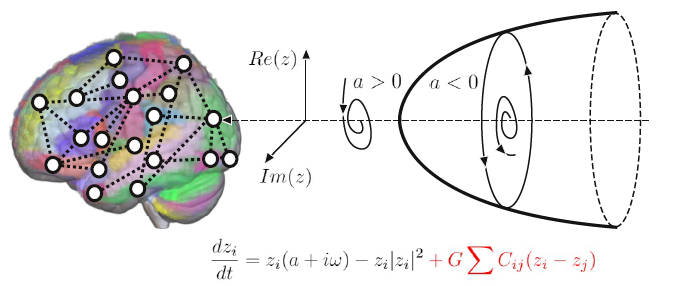 Re(z)
a > 0
a < 0
Im(z)
dz_i/dt = z_i(a + iω) − z_i|z_i|² + G∑C_ij(z_i − z_j)